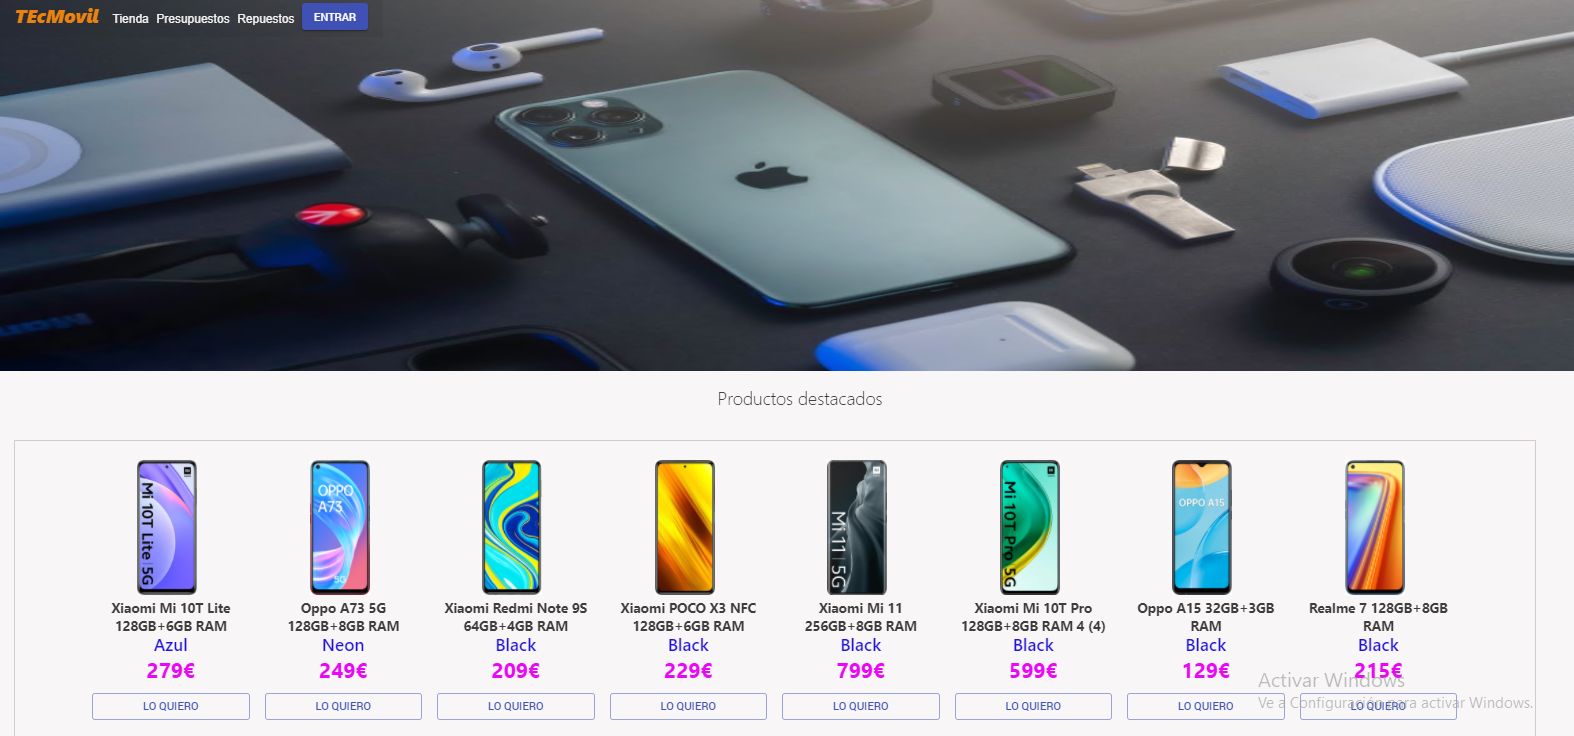 TEcMovil Tienda Presupuestos Repuestos ENTRAR
Productos destacados
Mi 10T Lite 5G
OPPO
A73
5G
Mi 11 5G
Mi 10T Pro 5G
OPPO A15
Xiaomi Mi 10T Lite
128GB+6GB RAM
Azul
279€
LO QUIERO
Oppo A73 5G
128GB+8GB RAM
Neon
249€
LO QUIERO
Xiaomi Redmi Note 9S
64GB+4GB RAM
Black
209€
LO QUIERO
Xiaomi POCO X3 NFC
128GB+6GB RAM
Black
229€
LO QUIERO
Xiaomi Mi 11
256GB+8GB RAM
Black
799€
LO QUIERO
Xiaomi Mi 10T Pro
128GB+8GB RAM 4 (4)
Black
599€
LO QUIERO
Oppo A15 32GB+3GB
RAM
Black
129€
LO QUIERO
Realme 7 128GB+8GB
RAM
Black
215€
LO QUIERO
Activar Windows
Ve a Configuración para activar Windows.